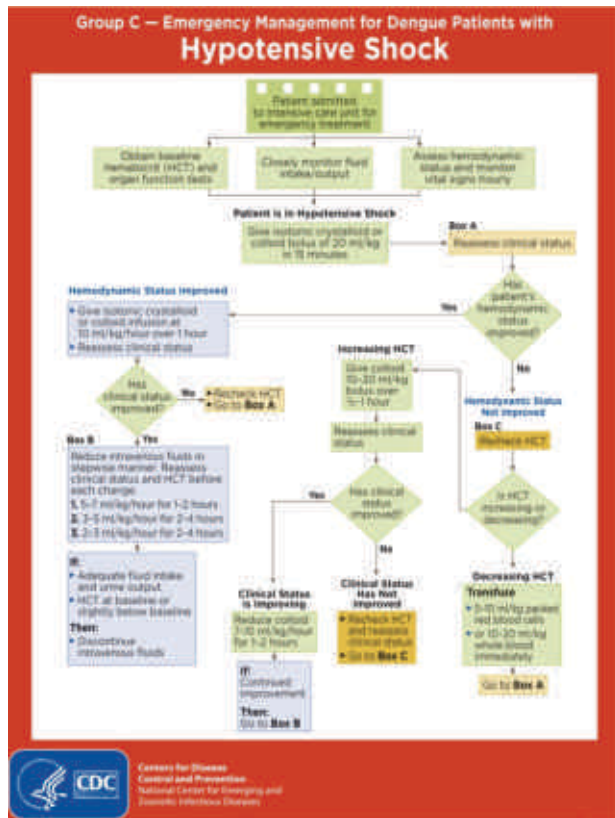 Group C — Emergency Management for Dengue Patients with
Hypotensive Shock
Patient admitted
to intensive care unit for
emergency treatment
Obtain baseline
hematocrit (HCT) and
organ function tests
Closely monitor fluid
intake/output
Assess hemodynamic
status and monitor
vital signs hourly
Patient is in Hypotensive Shock
Give isotonic crystalloid or
colloid bolus of 20 ml/kg
in 15 minutes
Box A
Reassess clinical status
Has
patient's
hemodynamic
status
improved?
Yes
No
Hemodynamic Status Improved
Give isotonic crystalloid
or colloid infusion at
10 ml/kg/hour over 1 hour
Reassess clinical status
Has
clinical status
improved?
No
Recheck HCT
Go to Box A
Yes
Box B
Reduce intravenous fluids in
stepwise manner. Reassess
clinical status and HCT before
each change:
1. 5–7 ml/kg/hour for 1–2 hours
2. 3–5 ml/kg/hour for 2–4 hours
3. 2–3 ml/kg/hour for 2–4 hours
If:
Adequate fluid intake
and urine output
HCT at baseline or
slightly below baseline
Then:
Discontinue
intravenous fluids
Hemodynamic Status
Not Improved
Box C
Recheck HCT
Is HCT
increasing or
decreasing?
Increasing HCT
Give colloid
10–20 ml/kg
bolus over
½–1 hour
Reassess clinical
status
Has clinical
status
improved?
Yes
No
Clinical Status
is Improving
Reduce colloid
7–10 ml/kg/hour
for 1–2 hours
If:
Continued
improvement
Then:
Go to Box B
Clinical Status
Has Not
Improved
Recheck HCT
and reassess
clinical status
Go to Box C
Decreasing HCT
Transfuse
5–10 ml/kg packed
red blood cells
or 10–20 ml/kg
whole blood
immediately
Go to Box A
CDC
Centers for Disease
Control and Prevention
National Center for Emerging and
Zoonotic Infectious Diseases